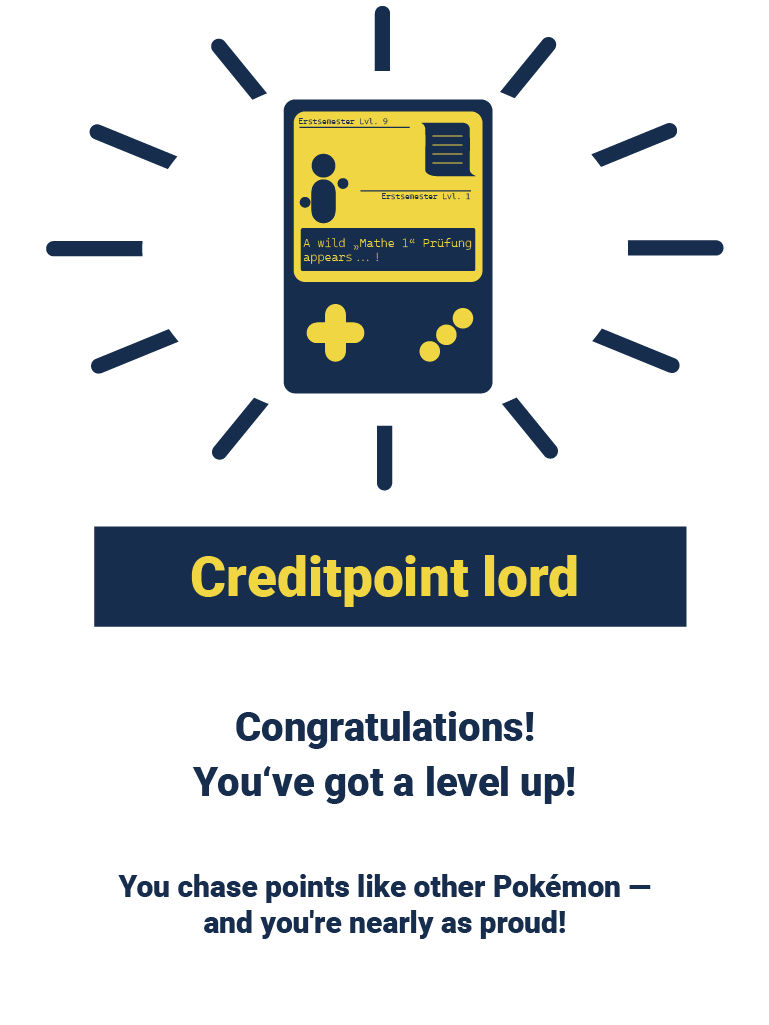 Erstsemester Lvl. 9
Erstsemester Lvl. 1
A wild „Mathe 1“ Prüfung
appears...!
Creditpoint lord
Congratulations!
You‘ve got a level up!
You chase points like other Pokémon —
and you're nearly as proud!